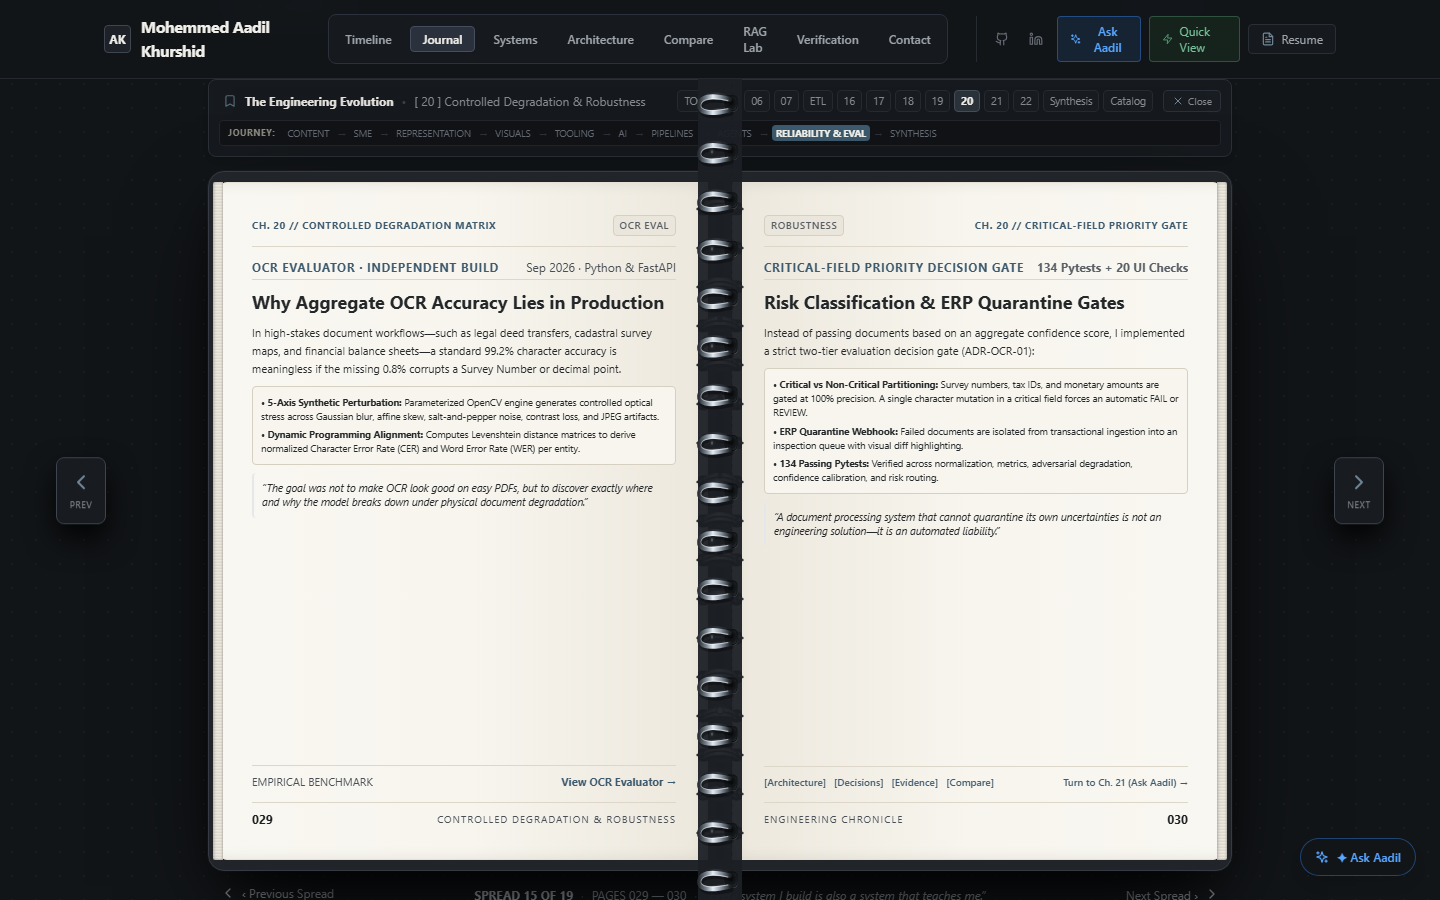 AK
Mohemmed Aadil
Khurshid
Timeline
Journal
Systems
Architecture
Compare
RAG
Lab
Verification
Contact
Ask
Aadil
Quick
View
Resume
The Engineering Evolution · [ 20 ] Controlled Degradation & Robustness
06 07 ETL 16 17 18 19 20 21 22 Synthesis Catalog × Close
JOURNEY: CONTENT → SME → REPRESENTATION → VISUALS → TOOLING → AI → PIPELINES → RELIABILITY & EVAL → SYNTHESIS
PREV
CH. 20 // CONTROLLED DEGRADATION MATRIX
OCR EVAL
OCR EVALUATOR · INDEPENDENT BUILD
Sep 2026 · Python & FastAPI
Why Aggregate OCR Accuracy Lies in Production
In high-stakes document workflows—such as legal deed transfers, cadastral survey
maps, and financial balance sheets—a standard 99.2% character accuracy is
meaningless if the missing 0.8% corrupts a Survey Number or decimal point.
• 5-Axis Synthetic Perturbation: Parameterized OpenCV engine generates controlled optical
stress across Gaussian blur, affine skew, salt-and-pepper noise, contrast loss, and JPEG artifacts.
• Dynamic Programming Alignment: Computes Levenshtein distance matrices to derive
normalized Character Error Rate (CER) and Word Error Rate (WER) per entity.
“The goal was not to make OCR look good on easy PDFs, but to discover exactly where
and why the model breaks down under physical document degradation.”
EMPIRICAL BENCHMARK
View OCR Evaluator →
029
CONTROLLED DEGRADATION & ROBUSTNESS
ROBUSTNESS
CH. 20 // CRITICAL-FIELD PRIORITY GATE
CRITICAL-FIELD PRIORITY DECISION GATE
134 Pytests + 20 UI Checks
Risk Classification & ERP Quarantine Gates
Instead of passing documents based on an aggregate confidence score, I implemented
a strict two-tier evaluation decision gate (ADR-OCR-01):
• Critical vs Non-Critical Partitioning: Survey numbers, tax IDs, and monetary amounts are
gated at 100% precision. A single character mutation in a critical field forces an automatic FAIL or
REVIEW.
• ERP Quarantine Webhook: Failed documents are isolated from transactional ingestion into an
inspection queue with visual diff highlighting.
• 134 Passing Pytests: Verified across normalization, metrics, adversarial degradation,
confidence calibration, and risk routing.
“A document processing system that cannot quarantine its own uncertainties is not an
engineering solution—it is an automated liability.”
[Architecture] [Decisions] [Evidence] [Compare]
Turn to Ch. 21 (Ask Aadil) →
ENGINEERING CHRONICLE
030
NEXT
✦ Ask Aadil
‹ Previous Spread
SPREAD 15 OF 19
PAGES 029 — 030
system I build is also a system that teaches me.”
Next Spread ›